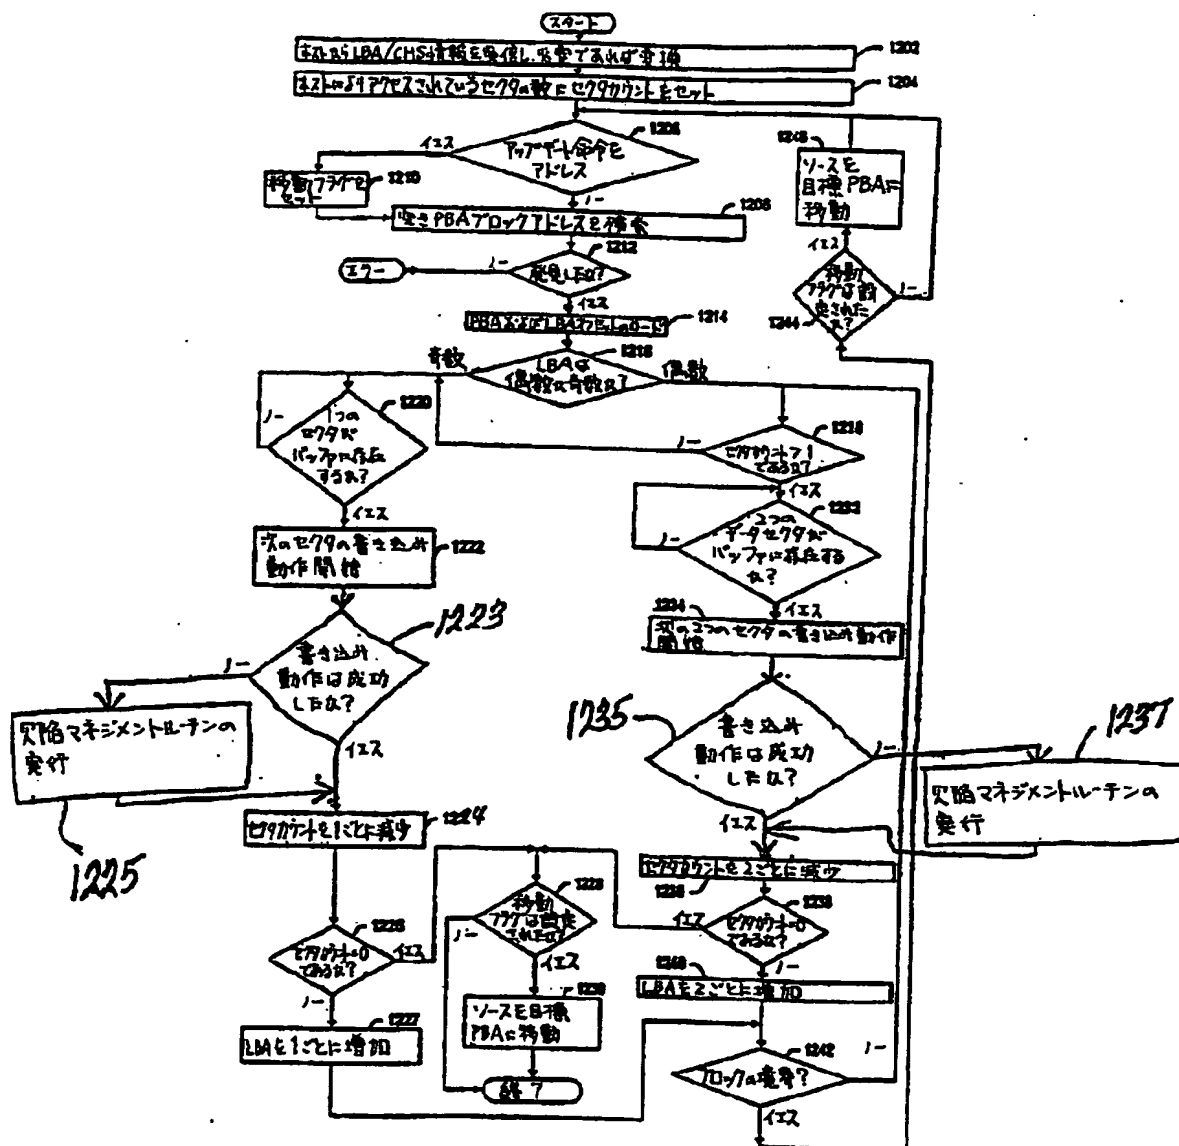 スタート
ホストからLBA/CHS情報を受信し、必要であれば変換
1202
ホストによりアクセスされているセクタの数にセクタカウントをセット
1204
1206
アップデート命令を
アドレス
イエス
ノー
1210
移動フラグを
セット
1208
空きPBAブロックアドレスを検索
1212
発見したか?
ノー
エラー
イエス
1214
1216
LBAは
偶数か奇数か?
奇数
偶数
1246
ソースを
目標PBAに
移動
イエス
移動
フラグは設
定された
か?
ノー
1244
1220
1つの
セクタが
バッファに存在
するか?
ノー
イエス
1222
次のセクタの書き込み
動作開始
1223
書き込み
動作は成功
したか?
ノー
イエス
欠陥マネジメントルーチンの
実行
1225
セクタカウントを1ごとに減少
1224
1226
セクタカウント=0
であるか?
イエス
ノー
1227
LBAを1ごとに増加
1228
移動
フラグは設定
されたか?
ノー
イエス
1230
ソースを目標
PBAに移動
終了
1218
セクタカウント>1
であるか?
ノー
イエス
1232
2つの
データセクタが
バッファに存在する
か?
ノー
イエス
1234
次の2つのセクタの書き込み動作
開始
1235
書き込み
動作は成功
したか?
ノー
イエス
1237
欠陥マネジメントルーチンの
実行
セクタカウントを2ごとに減少
1236
1238
セクタカウント=0
であるか?
イエス
ノー
1240
LBAを2ごとに増加
1242
ブロックの境界?
ノー
イエス